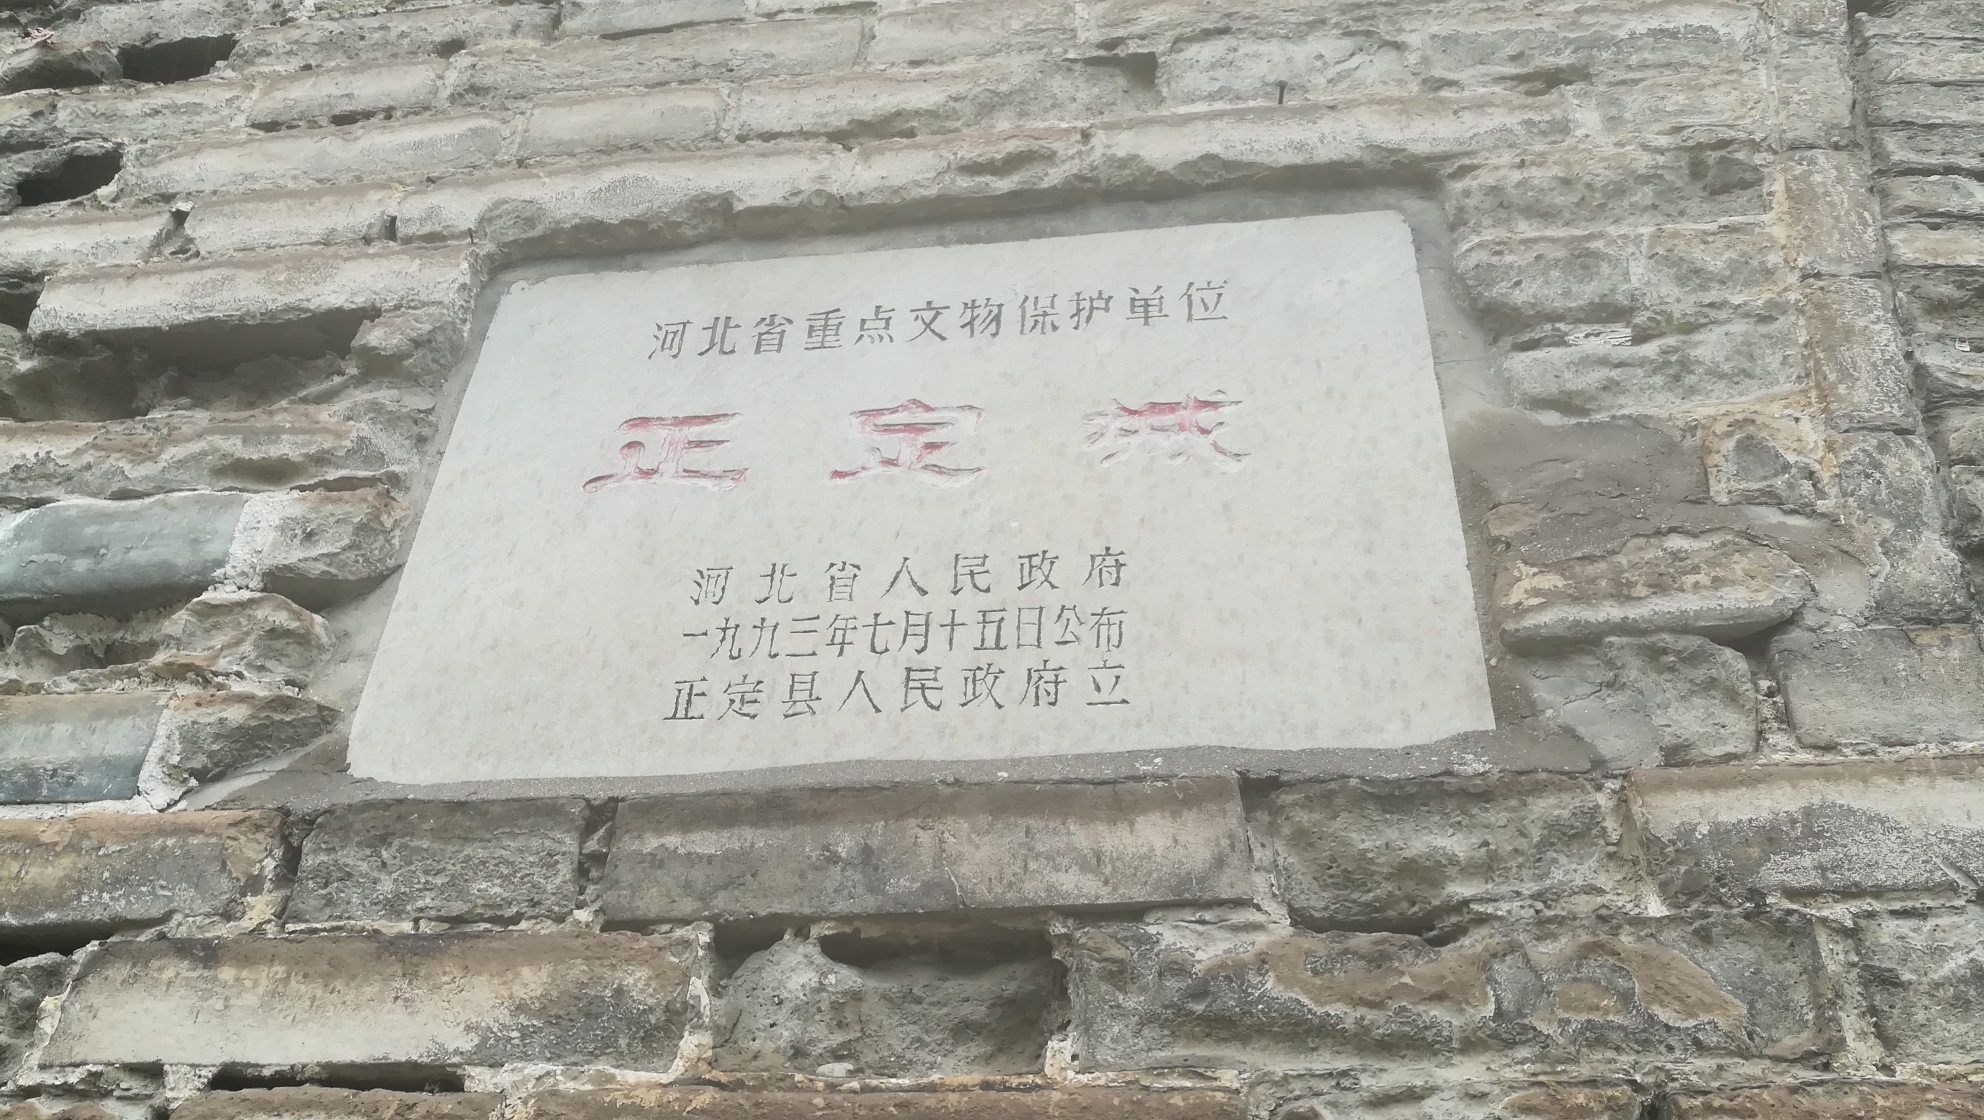 河北省重点文物保护单位
正定城
河北省人民政府
一九九三年七月十五日公布
正定县人民政府立